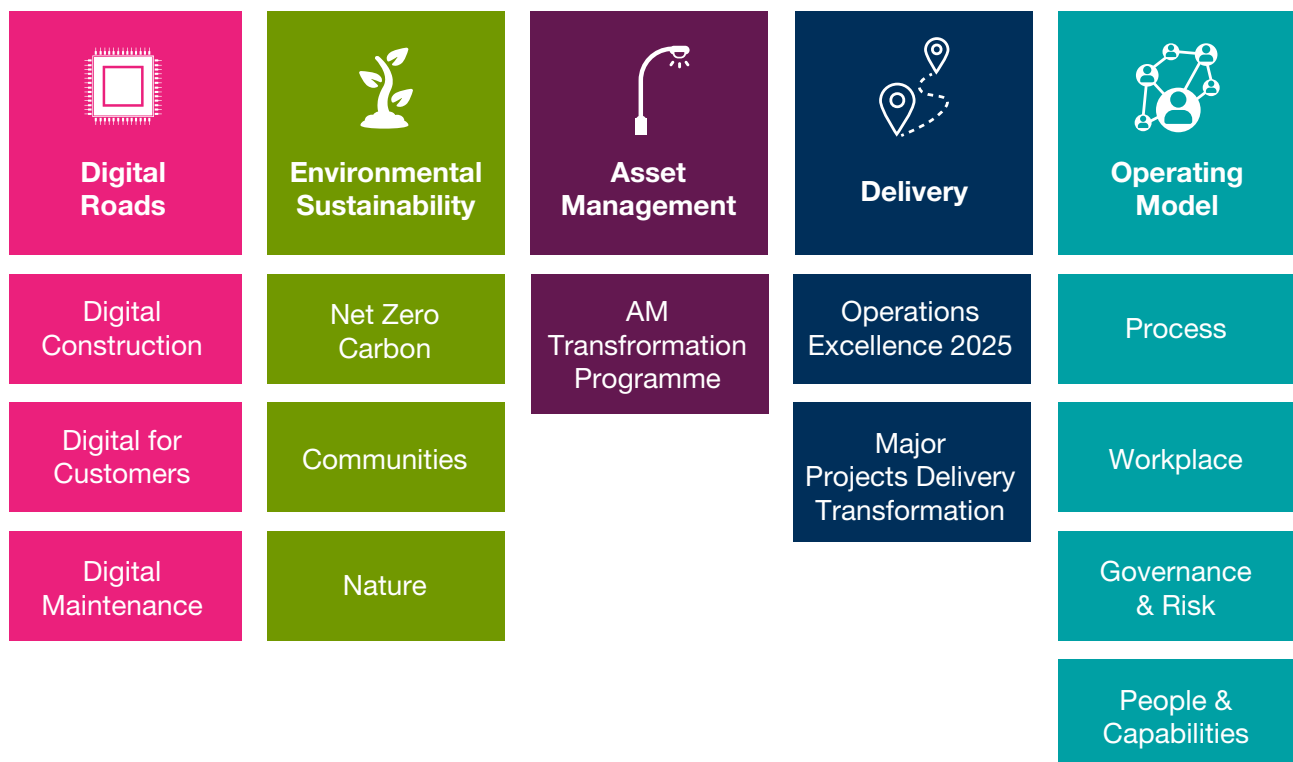 Digital
Roads
Environmental
Sustainability
Asset
Management
Delivery
Operating
Model
Digital
Construction
Digital for
Customers
Digital
Maintenance
Net Zero
Carbon
Communities
Nature
AM
Transfrormation
Programme
Operations
Excellence 2025
Major
Projects Delivery
Transformation
Process
Workplace
Governance
& Risk
People &
Capabilities